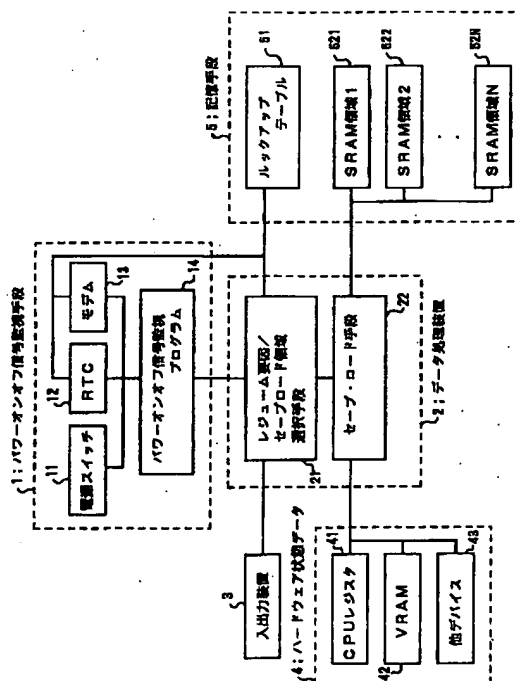 1;パワーオンオフ信号監視手段
11
電源スイッチ
12
RTC
13
モデム
14
パワーオンオフ信号監視
プログラム
3
入出力装置
21
レジューム要因/
セーブロード領域
選択手段
22
セーブ・ロード手段
2;データ処理装置
4;ハードウェア状態データ
41
CPUレジスタ
42
VRAM
43
他デバイス
5;記憶手段
51
ルックアップ
テーブル
521
SRAM領域1
522
SRAM領域2
52N
SRAM領域N